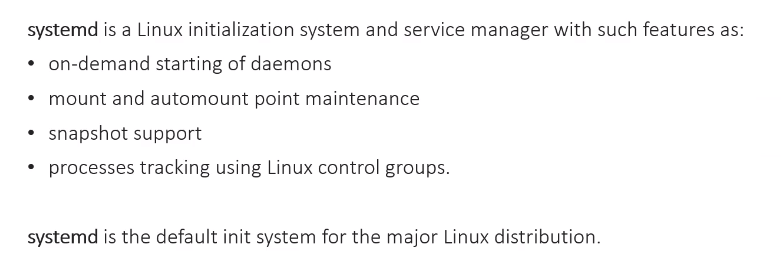 systemd is a Linux initialization system and service manager with such features as:
• on-demand starting of daemons
• mount and automount point maintenance
• snapshot support
• processes tracking using Linux control groups.
systemd is the default init system for the major Linux distribution.